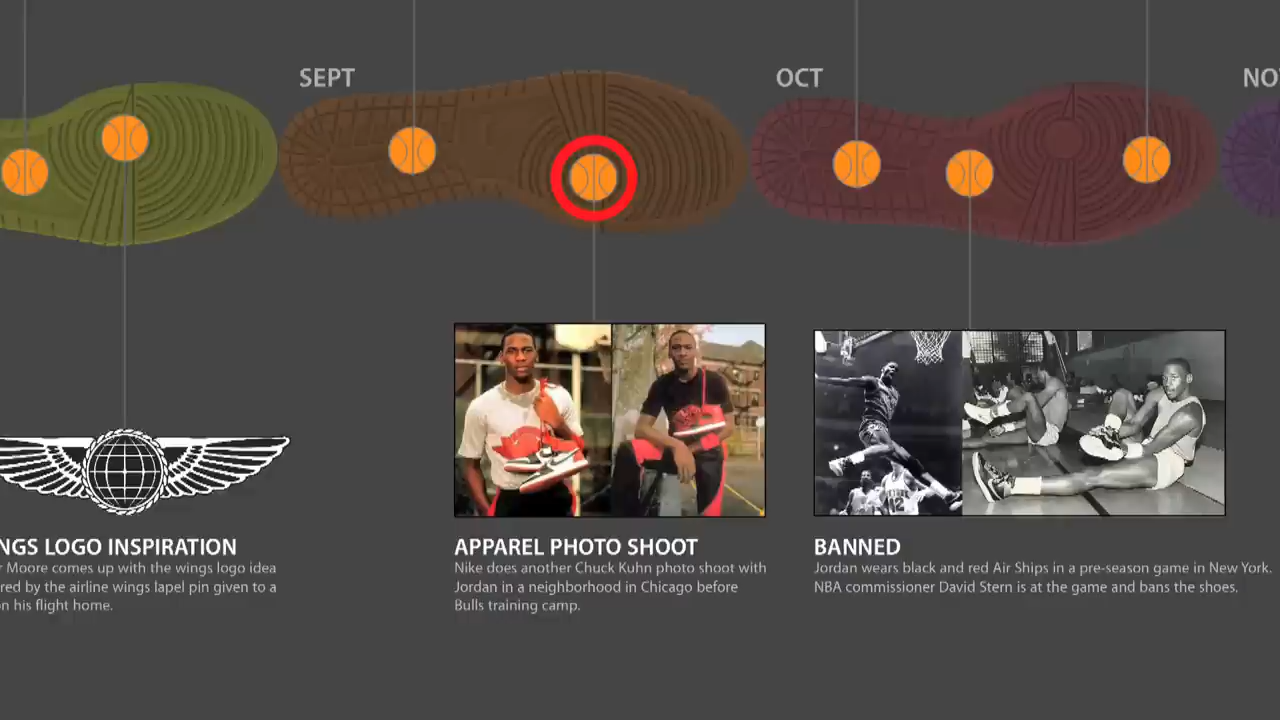 SEPT
OCT
NGS LOGO INSPIRATION
Moore comes up with the wings logo idea
red by the airline wings lapel pin given to a
on his flight home.
APPAREL PHOTO SHOOT
Nike does another Chuck Kuhn photo shoot with
Jordan in a neighborhood in Chicago before
Bulls training camp.
BANNED
Jordan wears black and red Air Ships in a pre-season game in New York.
NBA commissioner David Stern is at the game and bans the shoes.